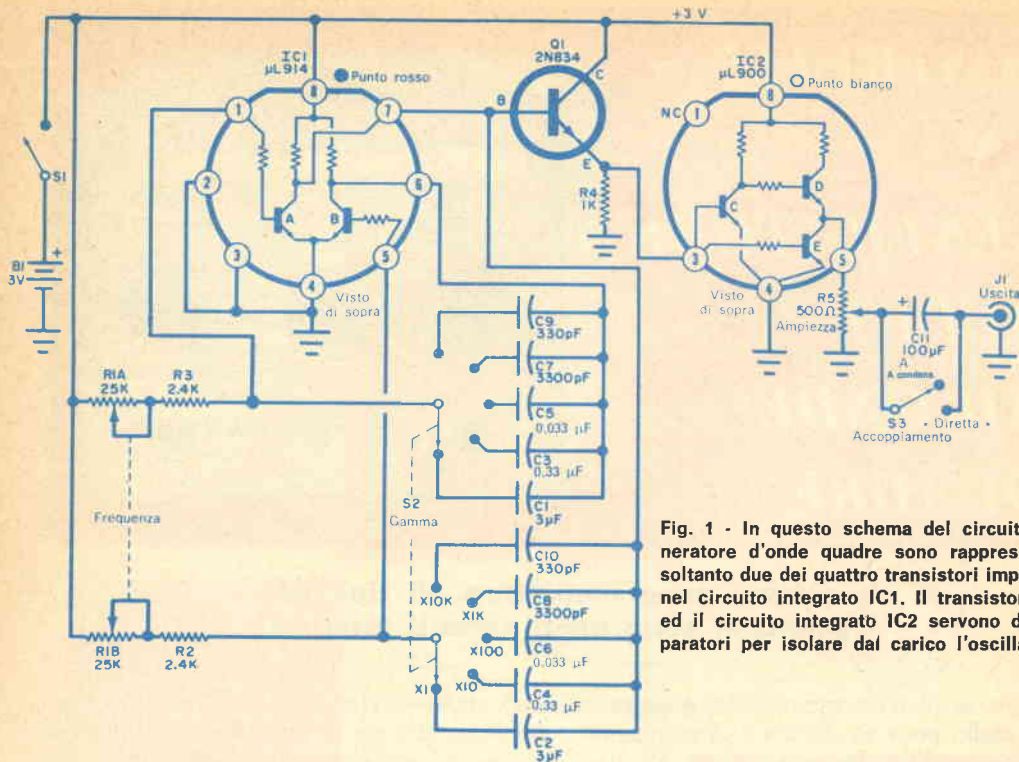 +3 V
Q1
2N834
C
B
E
R4
1K
IC1
µL914
Punto rosso
8
1
7
2
6
3
5
4
A
B
Visto
di sopra
IC2
µL900
Punto bianco
8
NC
1
C
D
E
3
5
4
Visto
di sopra
R5
500Ω
Ampiezza
+
C11
100µF
J1
Uscita
A
A condens.
S3
• Diretta •
Accoppiamento
S1
+
B1
3V
R1A
25K
R3
2.4K
Frequenza
R1B
25K
R2
2.4K
C9
330pF
C7
3300pF
C5
0.033 µF
C3
0.33 µF
C1
3µF
S2
Gamma
C10
330pF
X10K
C8
3300pF
X1K
C6
0.033 µF
X100
C4
0.33 µF
X10
X1
C2
3µF
Fig. 1 - In questo schema del circuit
neratore d'onde quadre sono rappres
soltanto due dei quattro transistori imp
nel circuito integrato IC1. Il transistor
ed il circuito integrato IC2 servono d
paratori per isolare dal carico l'oscilla